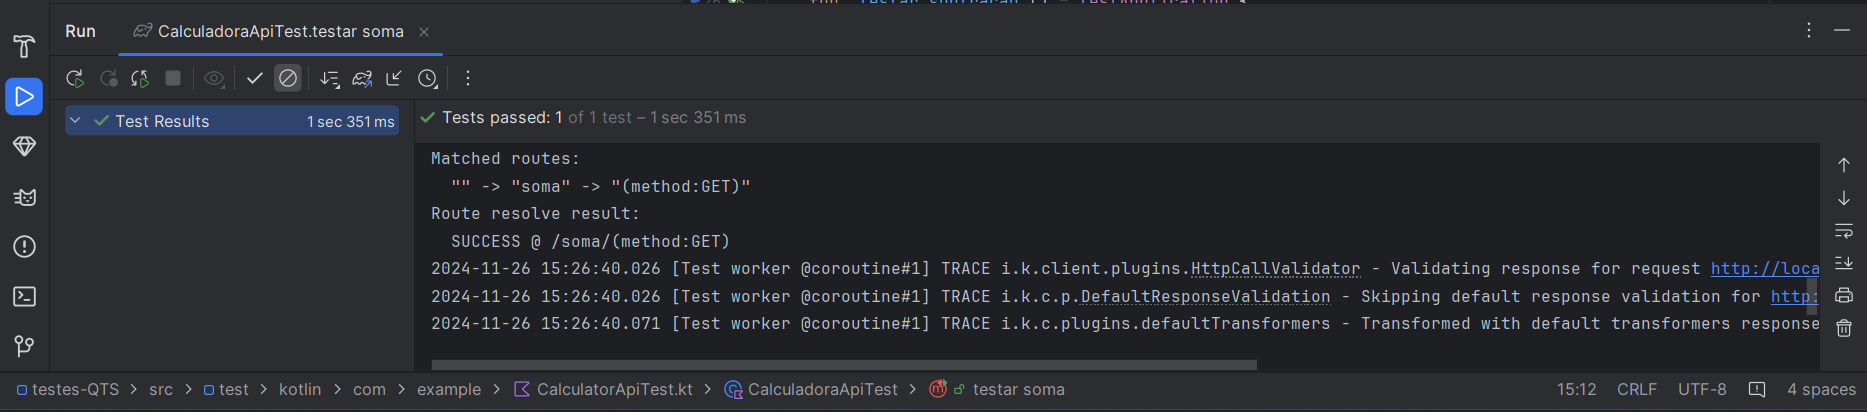 Run CalculadoraApiTest.testar soma
Test Results 1 sec 351 ms
Tests passed: 1 of 1 test – 1 sec 351 ms
Matched routes:
"" -> "soma" -> "(method:GET)"
Route resolve result:
SUCCESS @ /soma/(method:GET)
2024-11-26 15:26:40.026 [Test worker @coroutine#1] TRACE i.k.client.plugins.HttpCallValidator - Validating response for request http://loca
2024-11-26 15:26:40.026 [Test worker @coroutine#1] TRACE i.k.c.p.DefaultResponseValidation - Skipping default response validation for http:
2024-11-26 15:26:40.071 [Test worker @coroutine#1] TRACE i.k.c.plugins.defaultTransformers - Transformed with default transformers response
testes-QTS > src > test > kotlin > com > example > CalculatorApiTest.kt > CalculadoraApiTest > testar soma 15:12 CRLF UTF-8 4 spaces